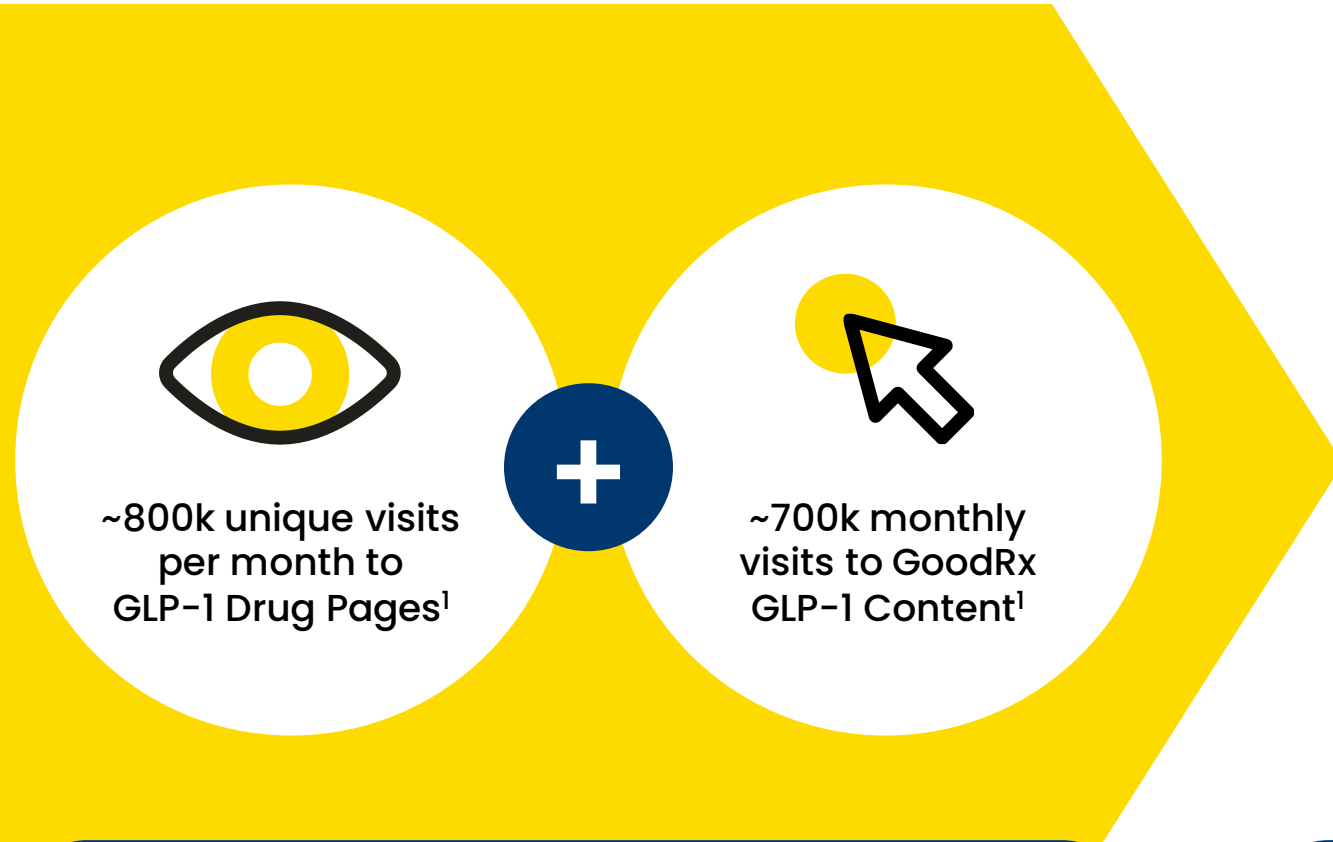 ~800k unique visits
per month to
GLP-1 Drug Pages¹
+
~700k monthly
visits to GoodRx
GLP-1 Content¹